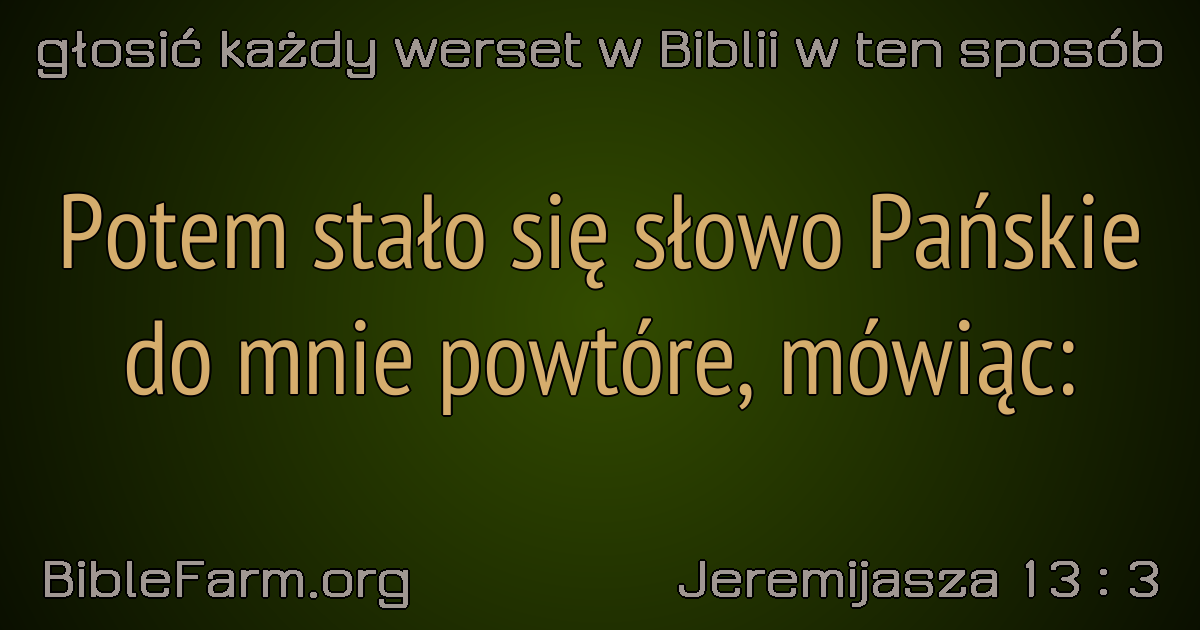 głosić każdy werset w Biblii w ten sposób
Potem stało się słowo Pańskie
do mnie powtóre, mówiąc:
BibleFarm.org
Jeremijasza 13 : 3